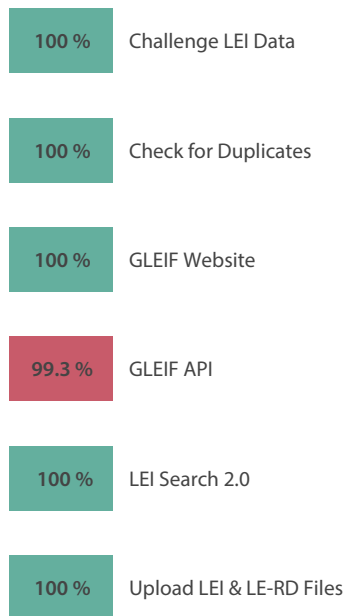 100 % Challenge LEI Data
100 % Check for Duplicates
100 % GLEIF Website
99.3 % GLEIF API
100 % LEI Search 2.0
100 % Upload LEI & LE-RD Files